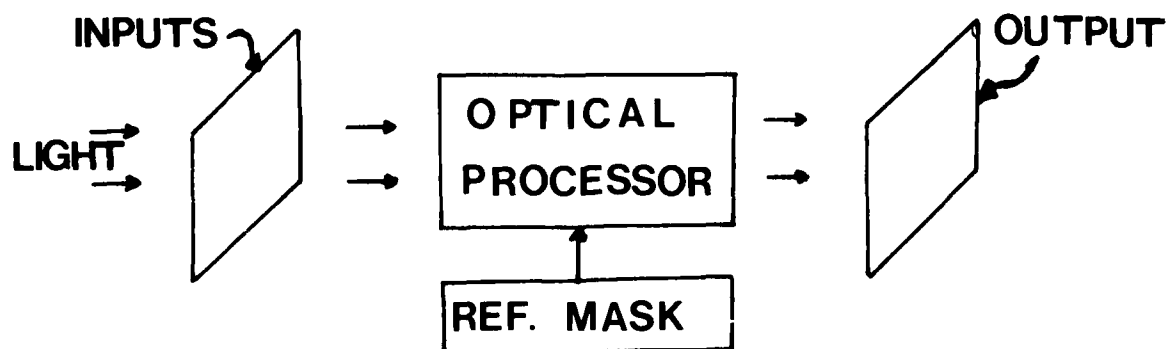 INPUTS
OUTPUT
LIGHT
OPTICAL
PROCESSOR
REF. MASK